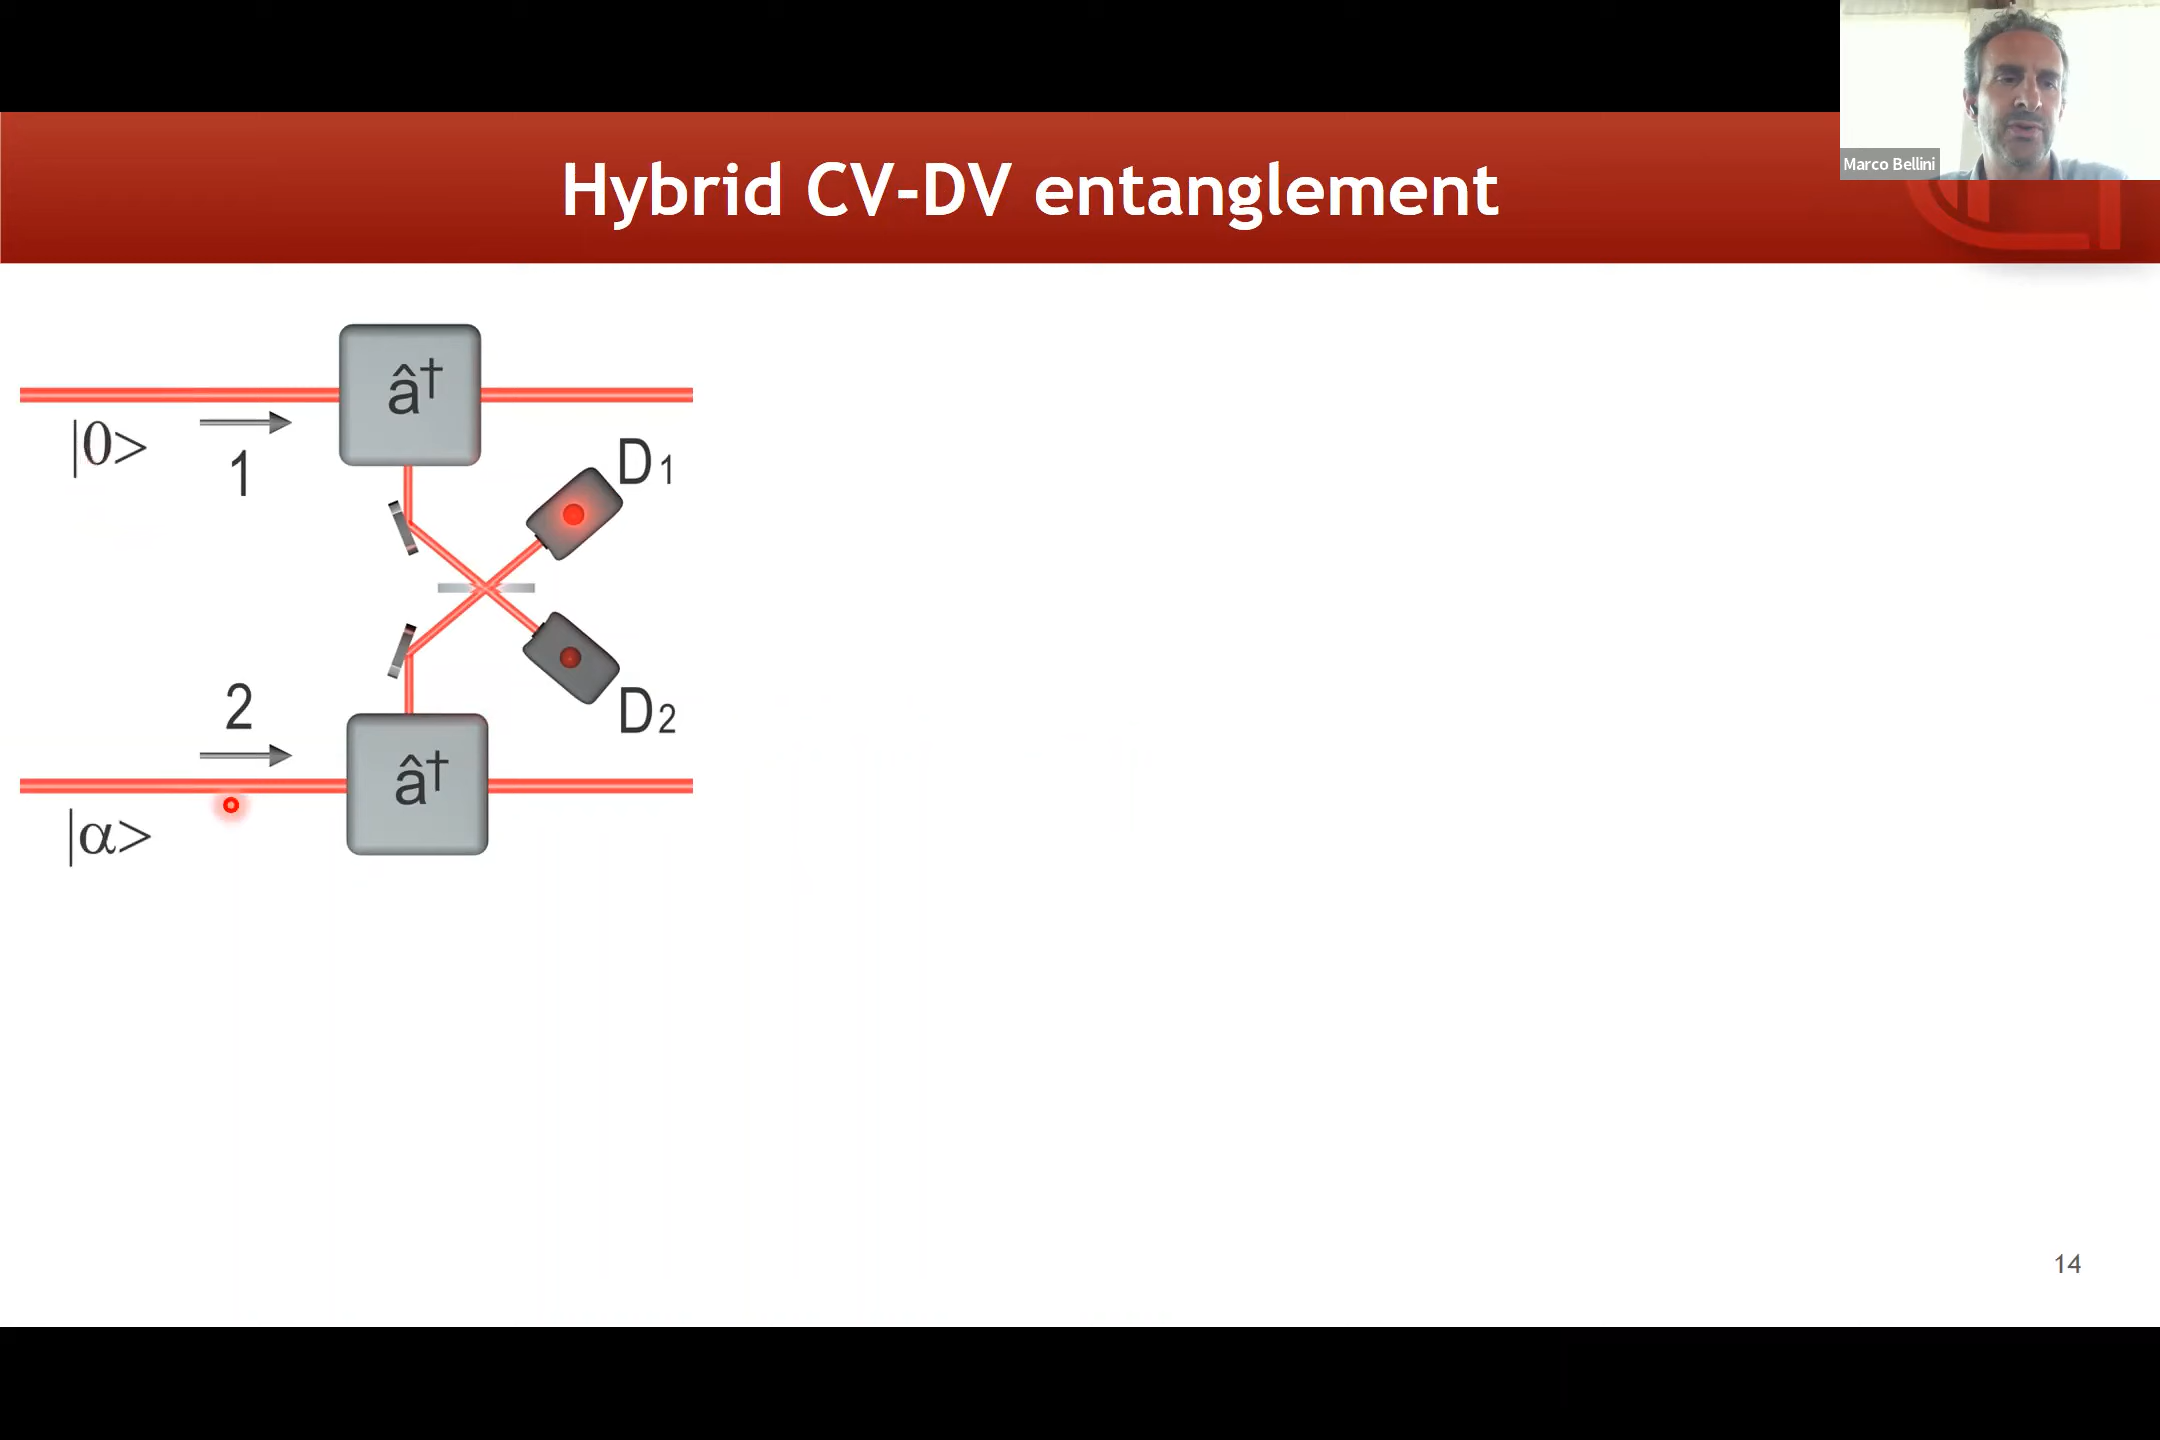 Marco Bellini
Hybrid CV-DV entanglement
â†
|0>
1
D1
2
D2
â†
|α>
14